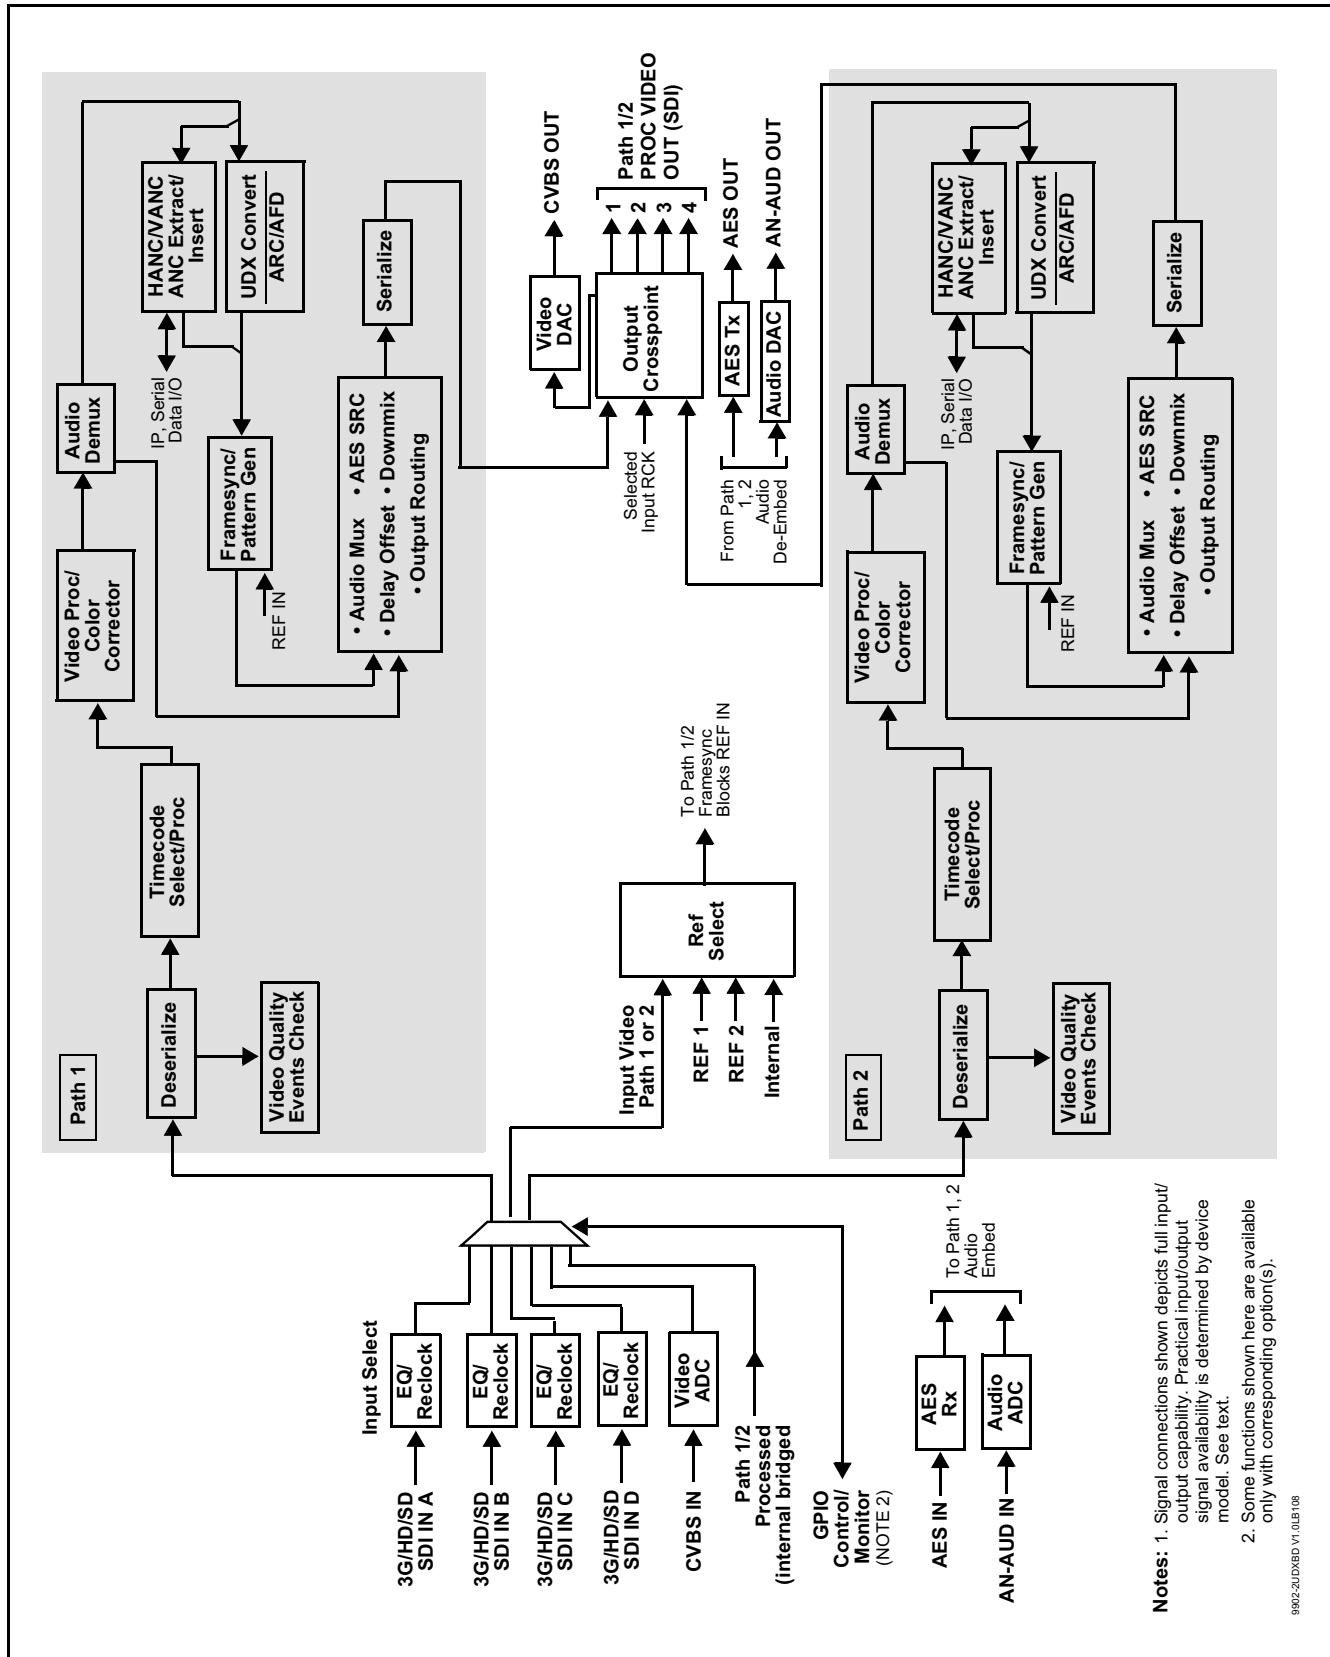 Path 1
Deserialize
Video Quality
Events Check
Timecode
Select/Proc
Video Proc/
Color
Corrector
Audio
Demux
HANC/VANC
ANC Extract/
Insert
IP, Serial
Data I/O
UDX Convert
ARC/AFD
Framesync/
Pattern Gen
REF IN
• Audio Mux • AES SRC
• Delay Offset • Downmix
• Output Routing
Serialize
Input Select
3G/HD/SD
SDI IN A
EQ/
Reclock
3G/HD/SD
SDI IN B
EQ/
Reclock
3G/HD/SD
SDI IN C
EQ/
Reclock
3G/HD/SD
SDI IN D
EQ/
Reclock
CVBS IN
Video
ADC
Path 1/2
Processed
(internal bridged)
GPIO
Control/
Monitor
(NOTE 2)
AES IN
AES
Rx
AN-AUD IN
Audio
ADC
To Path 1, 2
Audio
Embed
Input Video
Path 1 or 2
REF 1
REF 2
Internal
Ref
Select
To Path 1/2
Framesync
Blocks REF IN
Video
DAC
CVBS OUT
Selected
Input RCK
Output
Crosspoint
1
2
3
4
Path 1/2
PROC VIDEO
OUT (SDI)
From Path
1, 2
Audio
De-Embed
AES Tx
AES OUT
Audio DAC
AN-AUD OUT
Path 2
Deserialize
Video Quality
Events Check
Timecode
Select/Proc
Video Proc/
Color
Corrector
Audio
Demux
HANC/VANC
ANC Extract/
Insert
IP, Serial
Data I/O
UDX Convert
ARC/AFD
Framesync/
Pattern Gen
REF IN
• Audio Mux • AES SRC
• Delay Offset • Downmix
• Output Routing
Serialize
Notes: 1. Signal connections shown depicts full input/
output capability. Practical input/output
signal availability is determined by device
model. See text.
2. Some functions shown here are available
only with corresponding option(s).
9902-2UDXBD V1.0LB108